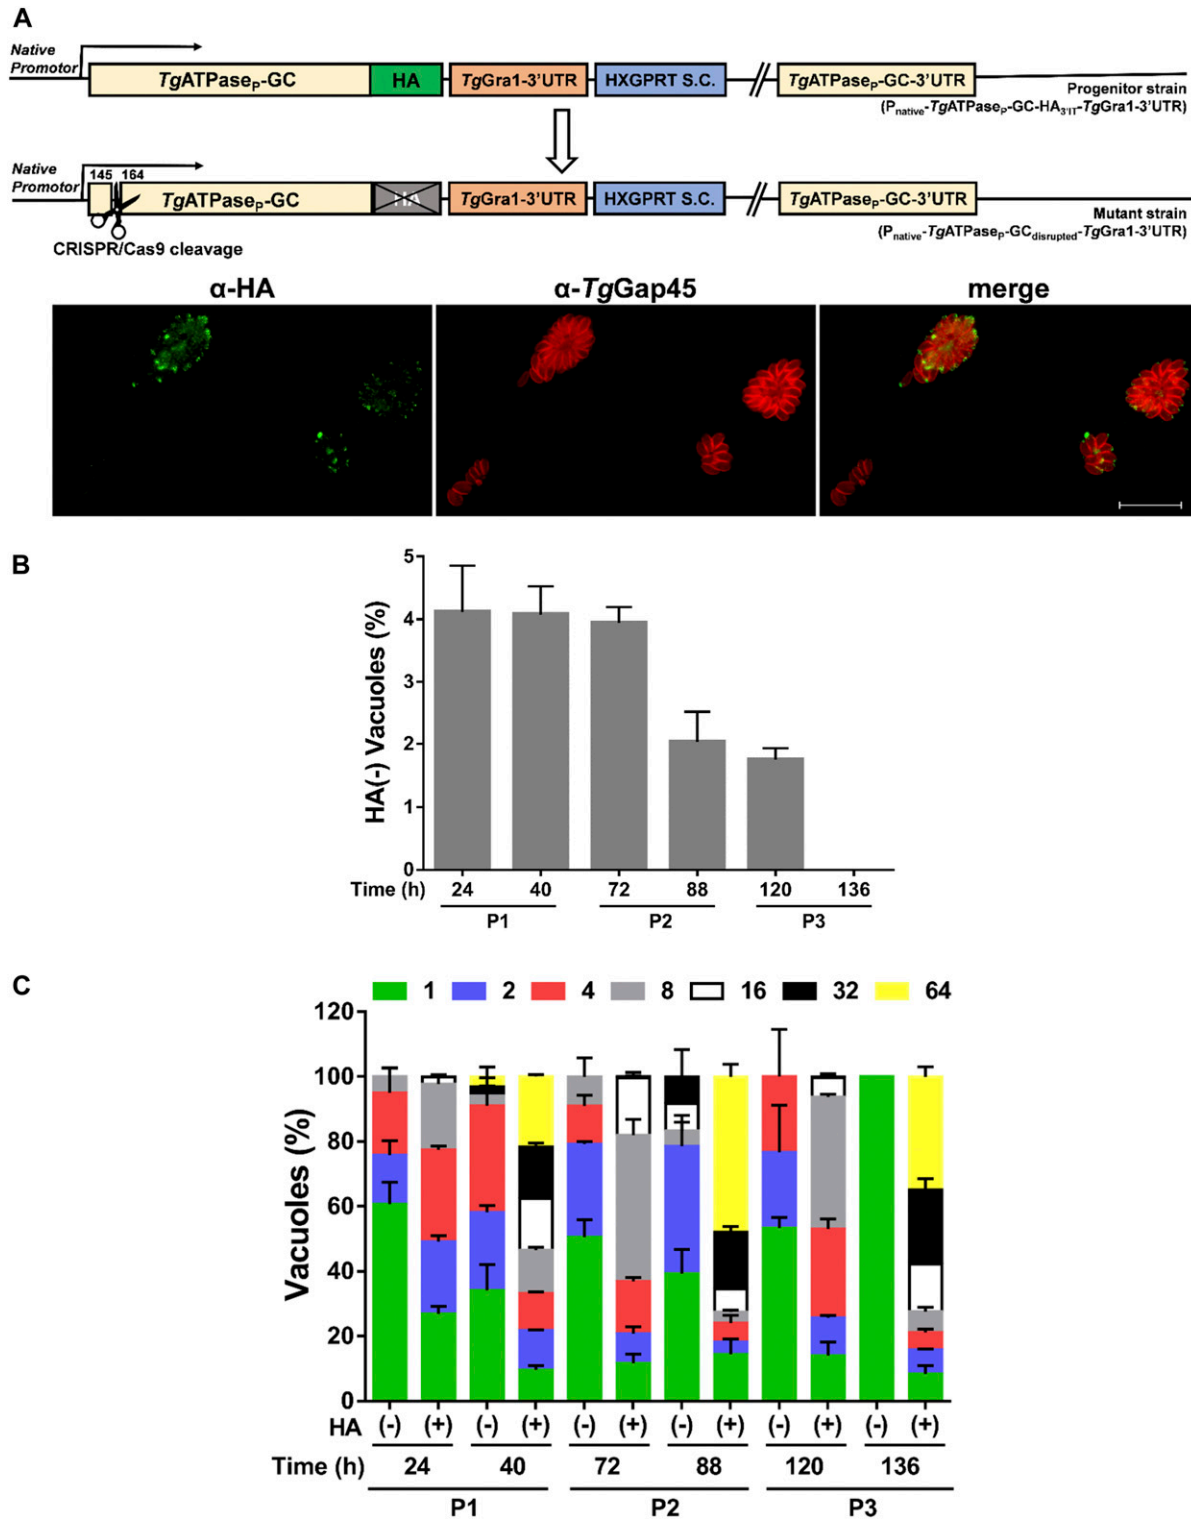 A
Native Promotor
TgATPaseP-GC HA TgGra1-3'UTR HXGPRT S.C. TgATPaseP-GC-3'UTR
Progenitor strain
(Pnative-TgATPaseP-GC-HA3'IT-TgGra1-3'UTR)
Native Promotor
145 164
TgATPaseP-GC HA TgGra1-3'UTR HXGPRT S.C. TgATPaseP-GC-3'UTR
CRISPR/Cas9 cleavage
Mutant strain
(Pnative-TgATPaseP-GCdisrupted-TgGra1-3'UTR)
α-HA α-TgGap45 merge
B
HA(-) Vacuoles (%)
5
4
3
2
1
0
Time (h) 24 40 72 88 120 136
P1 P2 P3
C
1 2 4 8 16 32 64
Vacuoles (%)
120
100
80
60
40
20
0
HA (-) (+) (-) (+) (-) (+) (-) (+) (-) (+) (-) (+)
Time (h) 24 40 72 88 120 136
P1 P2 P3